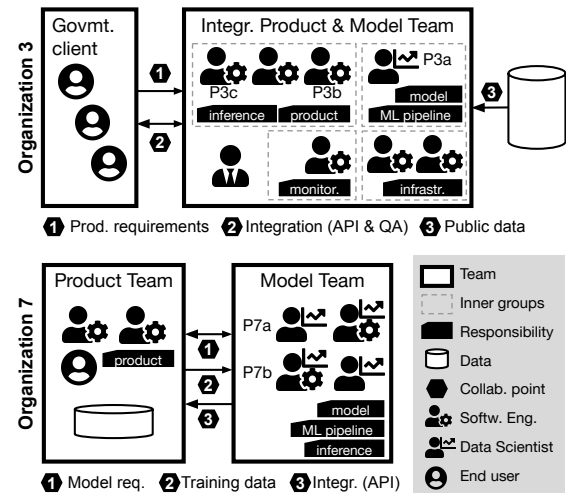 Organization 3
Govmt.
client
Integr. Product & Model Team
1
2
P3c
P3b
inference
product
P3a
model
ML pipeline
3
monitor.
infrastr.
1 Prod. requirements 2 Integration (API & QA) 3 Public data
Organization 7
Product Team
product
Model Team
1
2
3
P7a
P7b
model
ML pipeline
inference
1 Model req. 2 Training data 3 Integr. (API)
Team
Inner groups
Responsibility
Data
Collab. point
Softw. Eng.
Data Scientist
End user